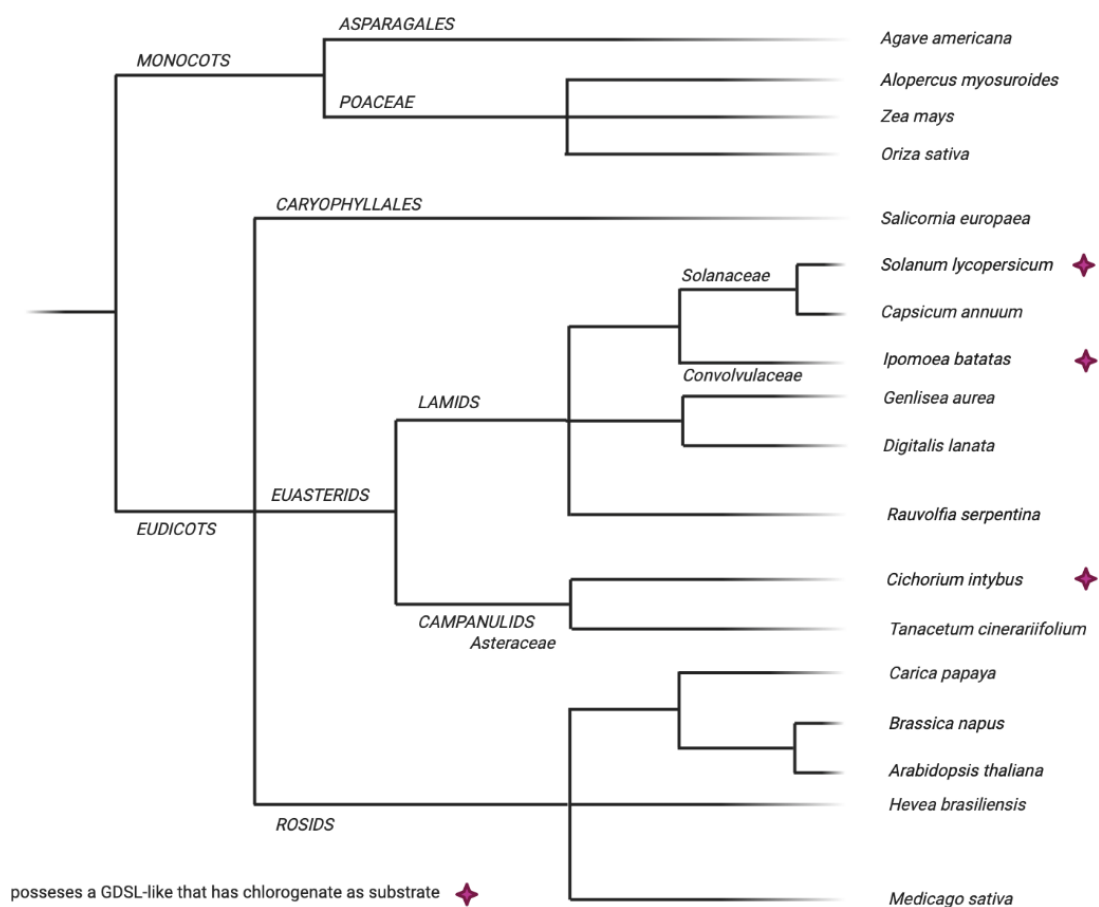 ASPARAGALES
Agave americana
MONOCOTS
Alopercus myosuroides
POACEAE
Zea mays
Oriza sativa
CARYOPHYLLALES
Salicornia europaea
Solanum lycopersicum
Solanaceae
Capsicum annuum
Ipomoea batatas
Convolvulaceae
Genlisea aurea
LAMIDS
Digitalis lanata
EUASTERIDS
Rauvolfia serpentina
EUDICOTS
Cichorium intybus
CAMPANULIDS
Asteraceae
Tanacetum cinerariifolium
Carica papaya
Brassica napus
Arabidopsis thaliana
Hevea brasiliensis
ROSIDS
posseses a GDSL-like that has chlorogenate as substrate
Medicago sativa